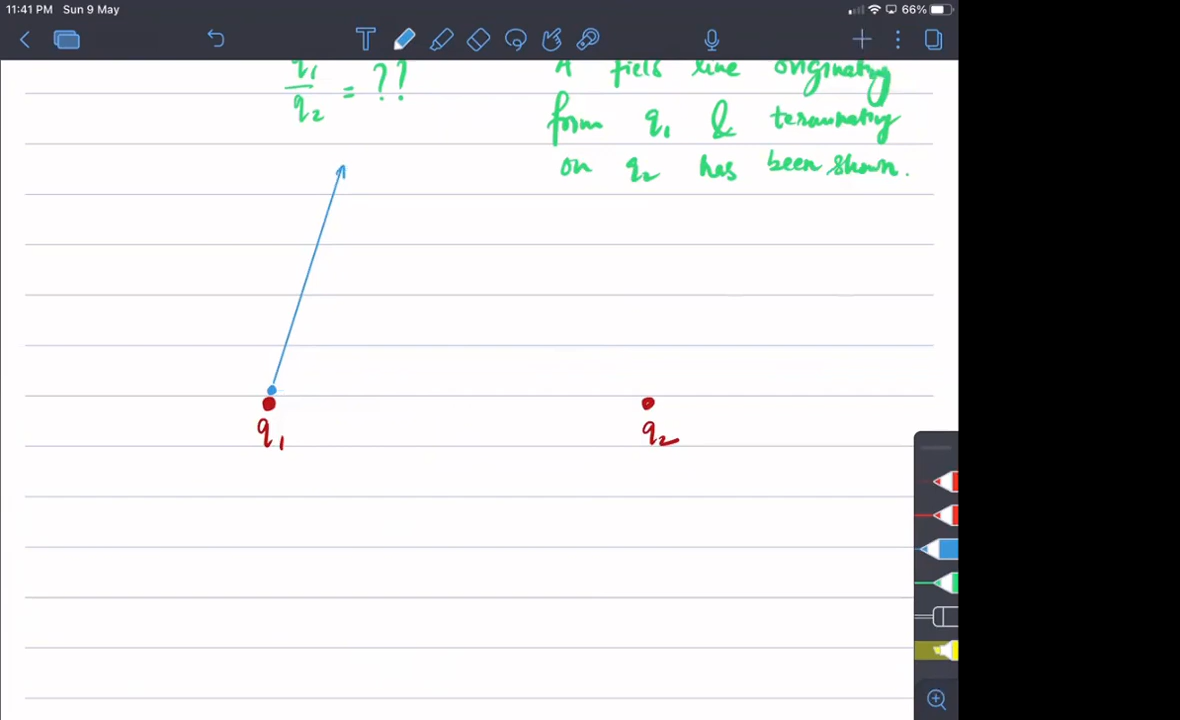 11:41 PM Sun 9 May
66%
T
q1/q2 = ??
A field line originating
form q1 & terminating
on q2 has been shown.
q1
q2